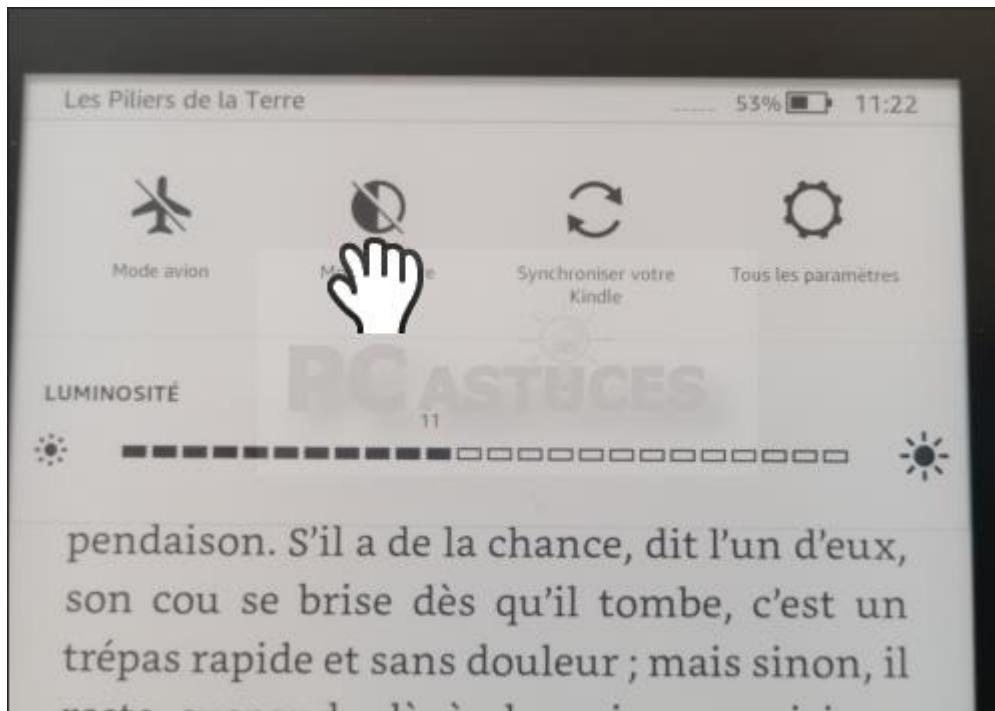 Les Piliers de la Terre 53% 11:22
Mode avion
Synchroniser votre
Kindle
Tous les paramètres
PC ASTUCES
LUMINOSITÉ
11
pendaison. S'il a de la chance, dit l'un d'eux,
son cou se brise dès qu'il tombe, c'est un
trépas rapide et sans douleur ; mais sinon, il